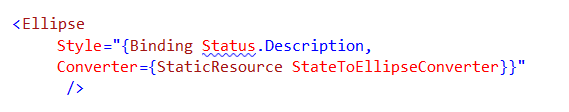 <Ellipse
Style="{Binding Status.Description,
Converter={StaticResource StateToEllipseConverter}}"
/>